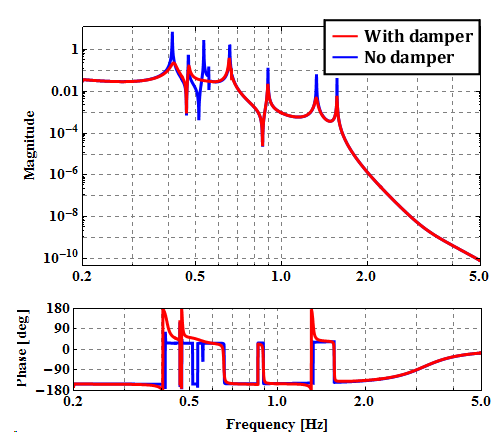 With damper
No damper
Magnitude
1
0.01
10⁻⁴
10⁻⁶
10⁻⁸
10⁻¹⁰
0.2 0.5 1.0 2.0 5.0
Phase [deg]
180
90
0
−90
−180
0.2 0.5 1.0 2.0 5.0
Frequency [Hz]